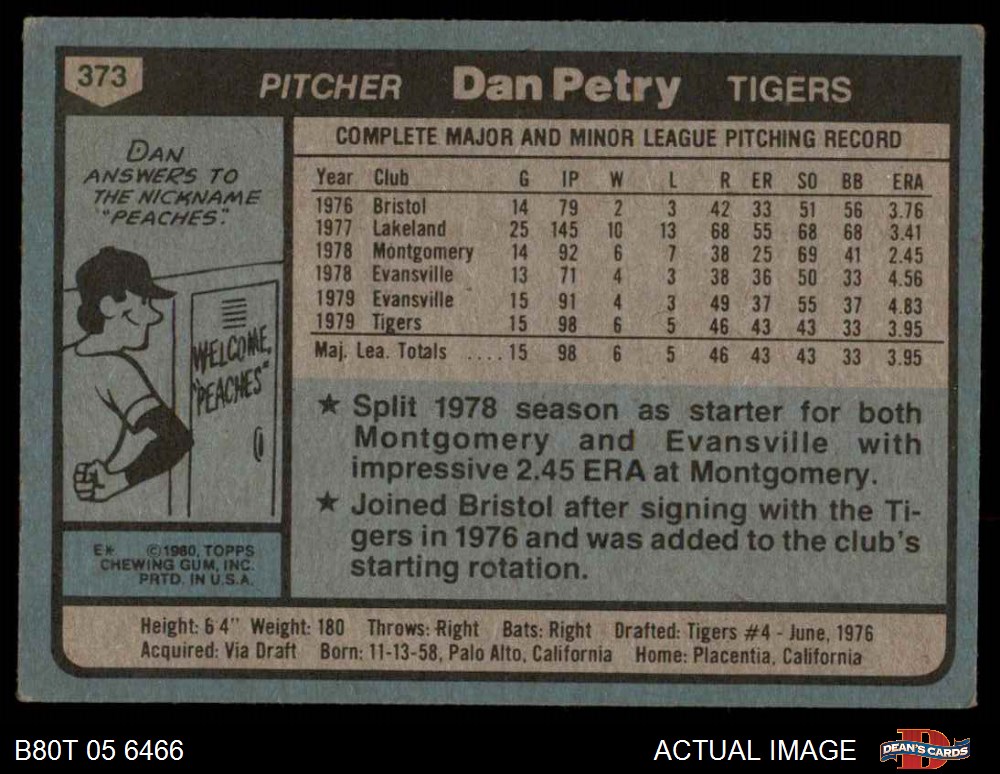 373
PITCHER Dan Petry TIGERS
DAN
ANSWERS TO
THE NICKNAME
"PEACHES."
WELCOME,
"PEACHES"
E* ©1980, TOPPS
CHEWING GUM, INC.
PRTD. IN U.S.A.
COMPLETE MAJOR AND MINOR LEAGUE PITCHING RECORD
Year Club G IP W L R ER SO BB ERA
1976 Bristol 14 79 2 3 42 33 51 56 3.76
1977 Lakeland 25 145 10 13 68 55 68 68 3.41
1978 Montgomery 14 92 6 7 38 25 69 41 2.45
1978 Evansville 13 71 4 3 38 36 50 33 4.56
1979 Evansville 15 91 4 3 49 37 55 37 4.83
1979 Tigers 15 98 6 5 46 43 43 33 3.95
Maj. Lea. Totals ....15 98 6 5 46 43 43 33 3.95
★ Split 1978 season as starter for both
Montgomery and Evansville with
impressive 2.45 ERA at Montgomery.
★ Joined Bristol after signing with the Ti-
gers in 1976 and was added to the club's
starting rotation.
Height: 6'4" Weight: 180 Throws: Right Bats: Right Drafted: Tigers #4 - June, 1976
Acquired: Via Draft Born: 11-13-58, Palo Alto, California Home: Placentia, California
B80T 05 6466 ACTUAL IMAGE DEAN'S CARDS